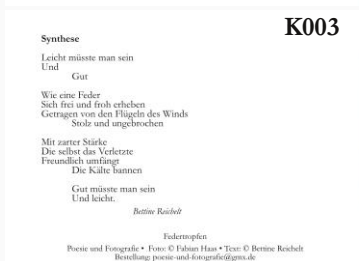 K003
Synthese
Leicht müsste man sein
Und
Gut
Wie eine Feder
Sich frei und froh erheben
Getragen von den Flügeln des Winds
Stolz und ungebrochen
Mit zarter Stärke
Die selbst das Verletzte
Freundlich umfängt
Die Kälte bannen
Gut müsste man sein
Und leicht.
Bettine Reichelt
Federtropfen
Poesie und Fotografie • Foto: © Fabian Haas • Text: © Bettine Reichelt
Bestellung: poesie-und-fotografie@gmx.de